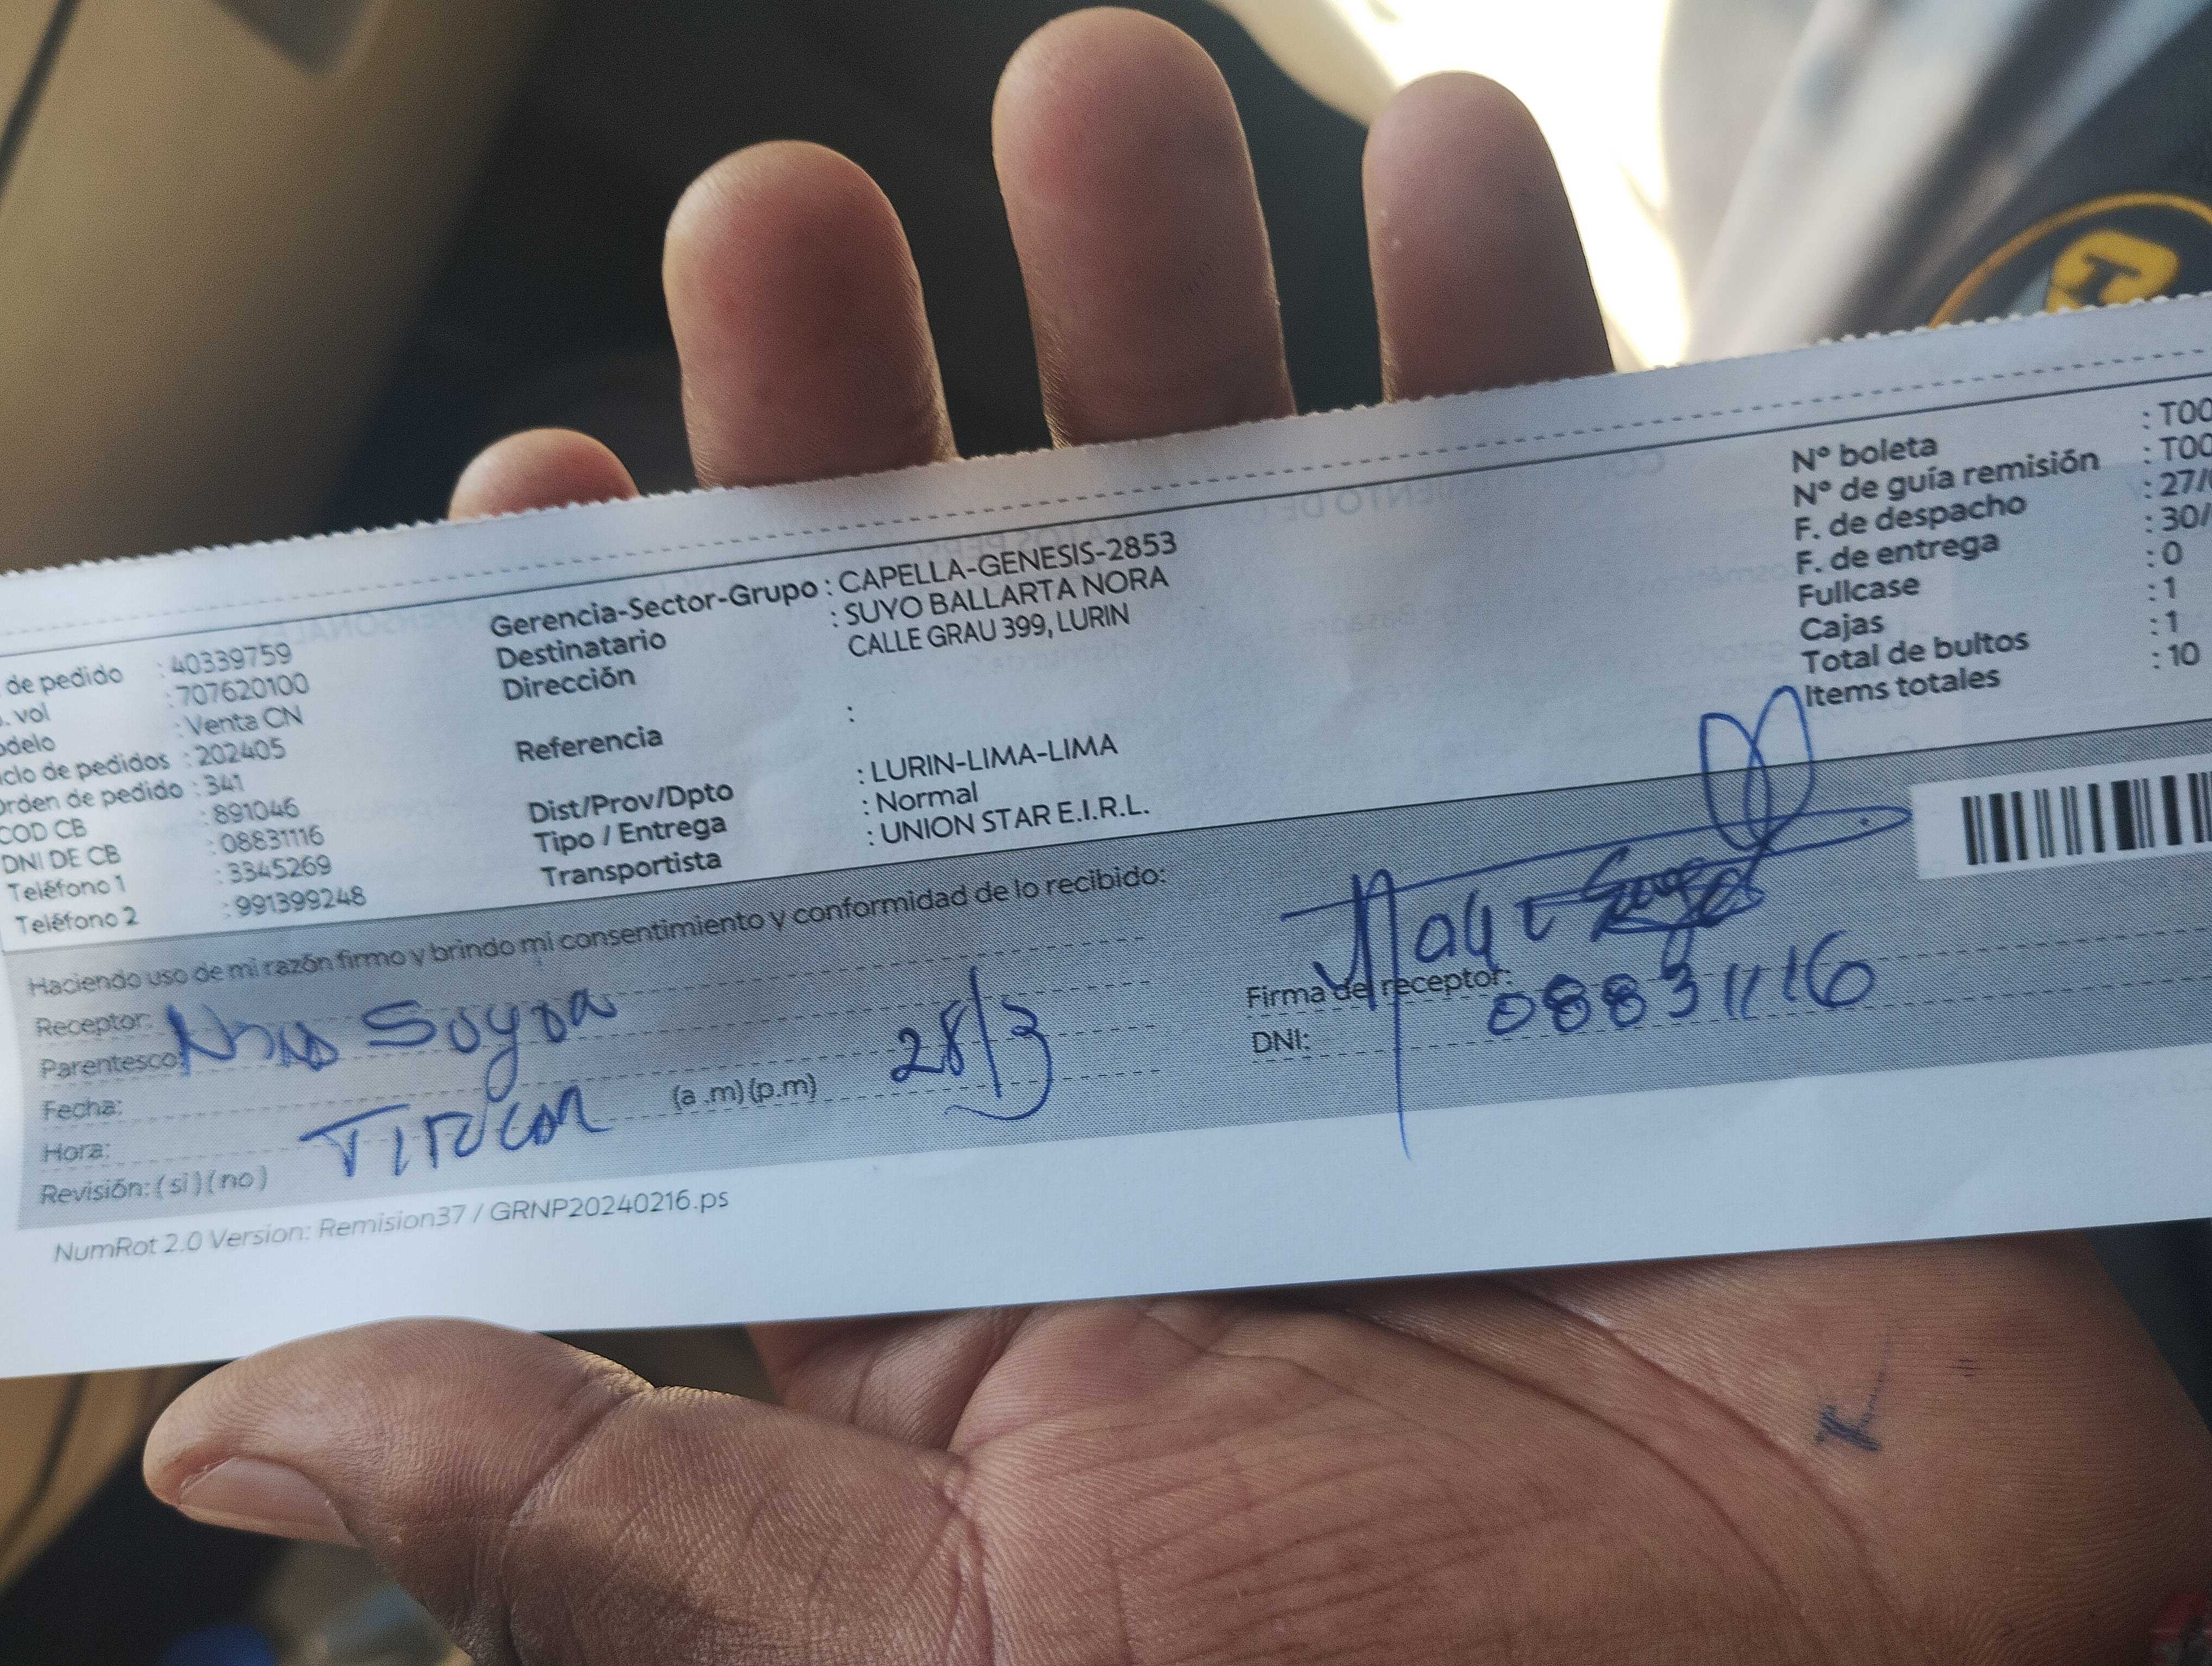 de pedido : 40339759
. vol : 707620100
odelo : Venta CN
iclo de pedidos : 202405
Orden de pedido : 341
COD CB : 891046
DNI DE CB : 08831116
Teléfono 1 : 3345269
Teléfono 2 : 991399248
Gerencia-Sector-Grupo : CAPELLA-GENESIS-2853
Destinatario : SUYO BALLARTA NORA
Dirección CALLE GRAU 399, LURIN
Referencia :
Dist/Prov/Dpto : LURIN-LIMA-LIMA
Tipo / Entrega : Normal
Transportista : UNION STAR E.I.R.L.
Nº boleta : T00
Nº de guía remisión : T00
F. de despacho : 27/
F. de entrega : 30/
Fullcase : 0
Cajas : 1
Total de bultos : 1
Items totales : 10
Haciendo uso de mi razón firmo y brindo mi consentimiento y conformidad de lo recibido:
Receptor:
Parentesco:
Fecha:
Hora: (a .m) (p.m) 28/3
Revisión: ( si ) ( no ) TITULAR
Firma de receptor:
DNI: 08831116
NumRot 2.0 Version: Remision37 / GRNP20240216.ps